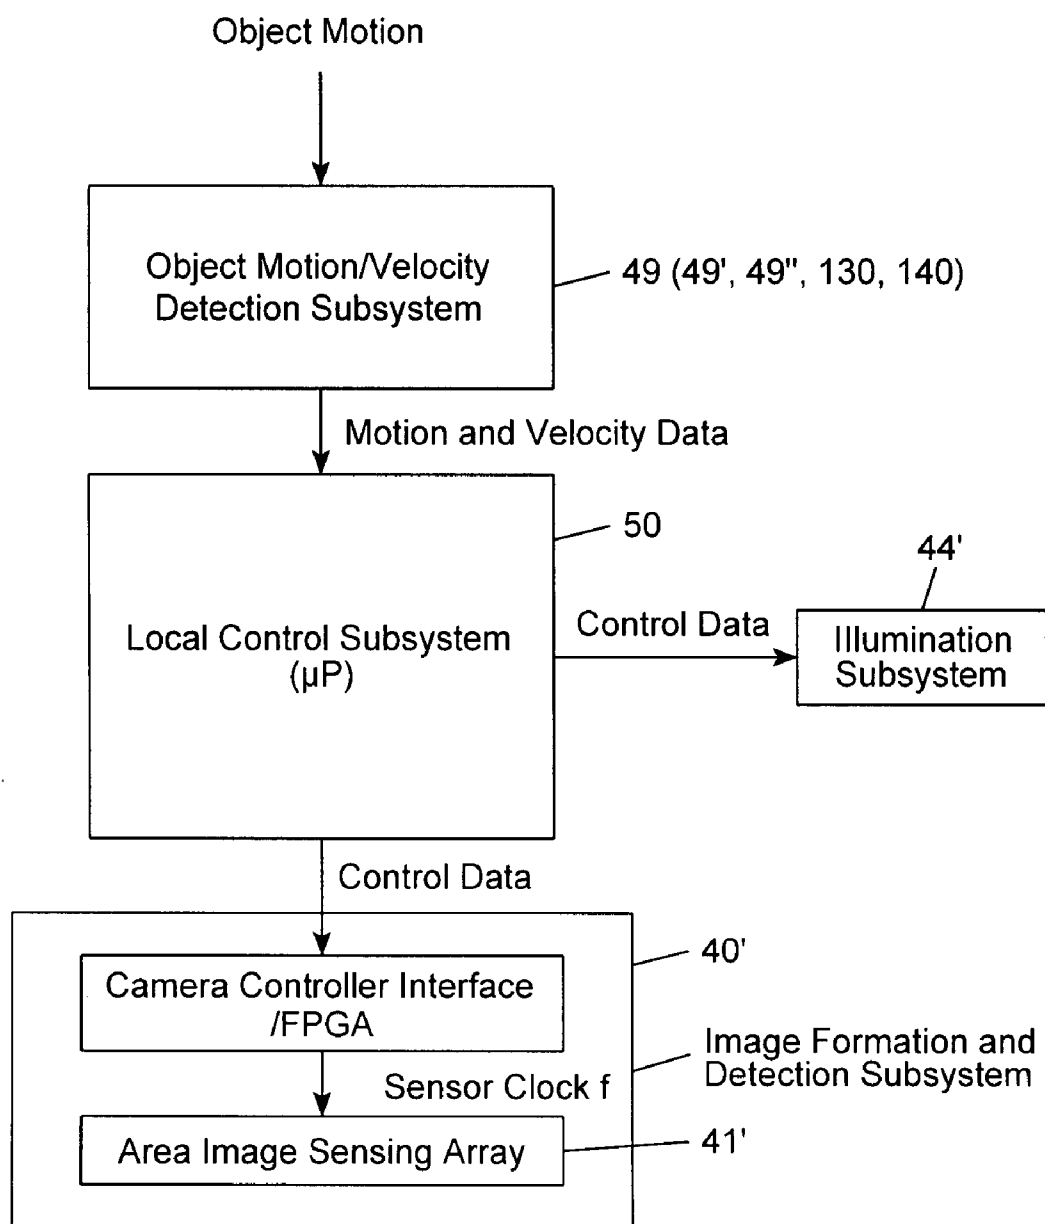 Object Motion
Object Motion/Velocity
Detection Subsystem
49 (49', 49", 130, 140)
Motion and Velocity Data
50
44'
Local Control Subsystem
(µP)
Control Data
Illumination
Subsystem
Control Data
40'
Camera Controller Interface
/FPGA
Image Formation and
Detection Subsystem
Sensor Clock f
Area Image Sensing Array
41'